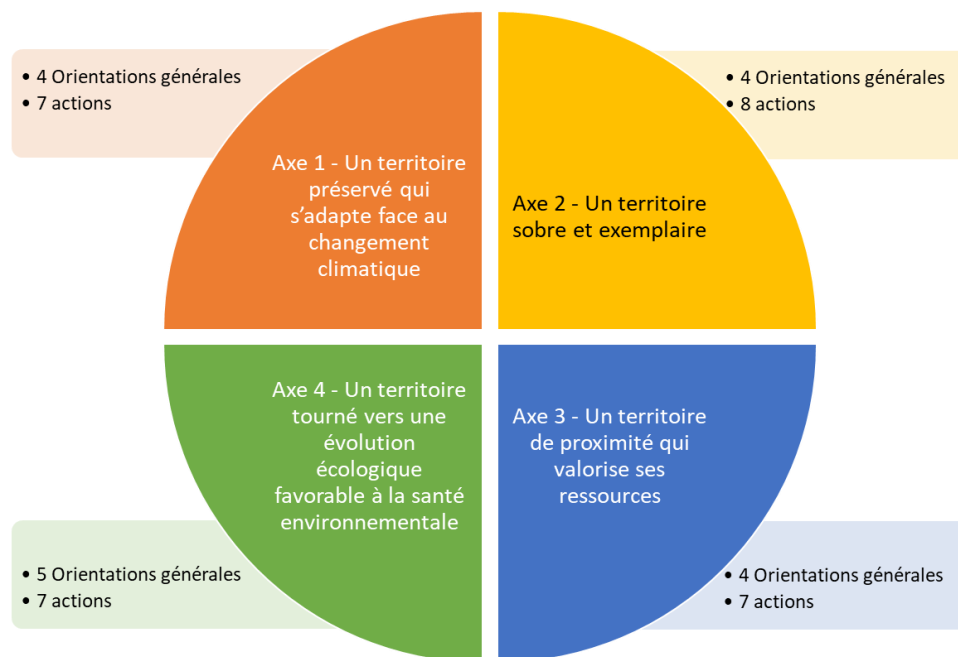 • 4 Orientations générales
• 7 actions
Axe 1 - Un territoire
préservé qui
s’adapte face au
changement
climatique
• 4 Orientations générales
• 8 actions
Axe 2 - Un territoire
sobre et exemplaire
Axe 4 - Un territoire
tourné vers une
évolution
écologique
favorable à la santé
environnementale
• 5 Orientations générales
• 7 actions
Axe 3 - Un territoire
de proximité qui
valorise ses
ressources
• 4 Orientations générales
• 7 actions